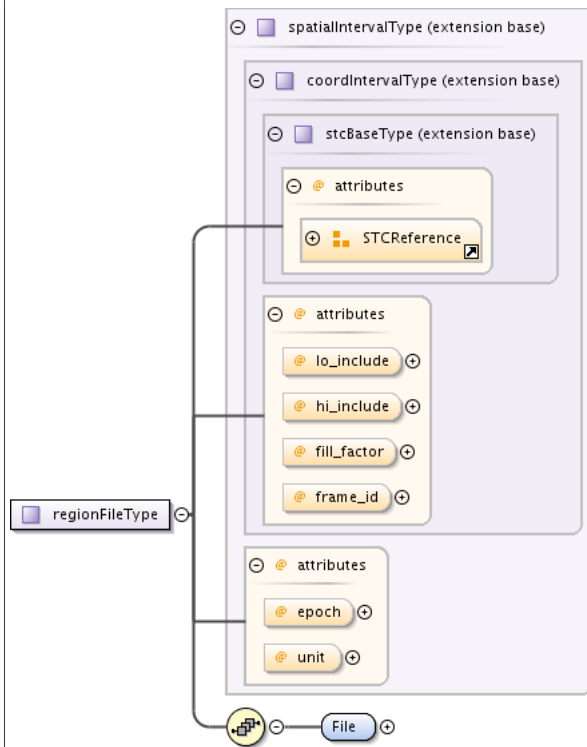 spatialIntervalType (extension base)
coordIntervalType (extension base)
stcBaseType (extension base)
@ attributes
STCReference
@ attributes
@ lo_include
@ hi_include
@ fill_factor
@ frame_id
regionFileType
@ attributes
@ epoch
@ unit
File